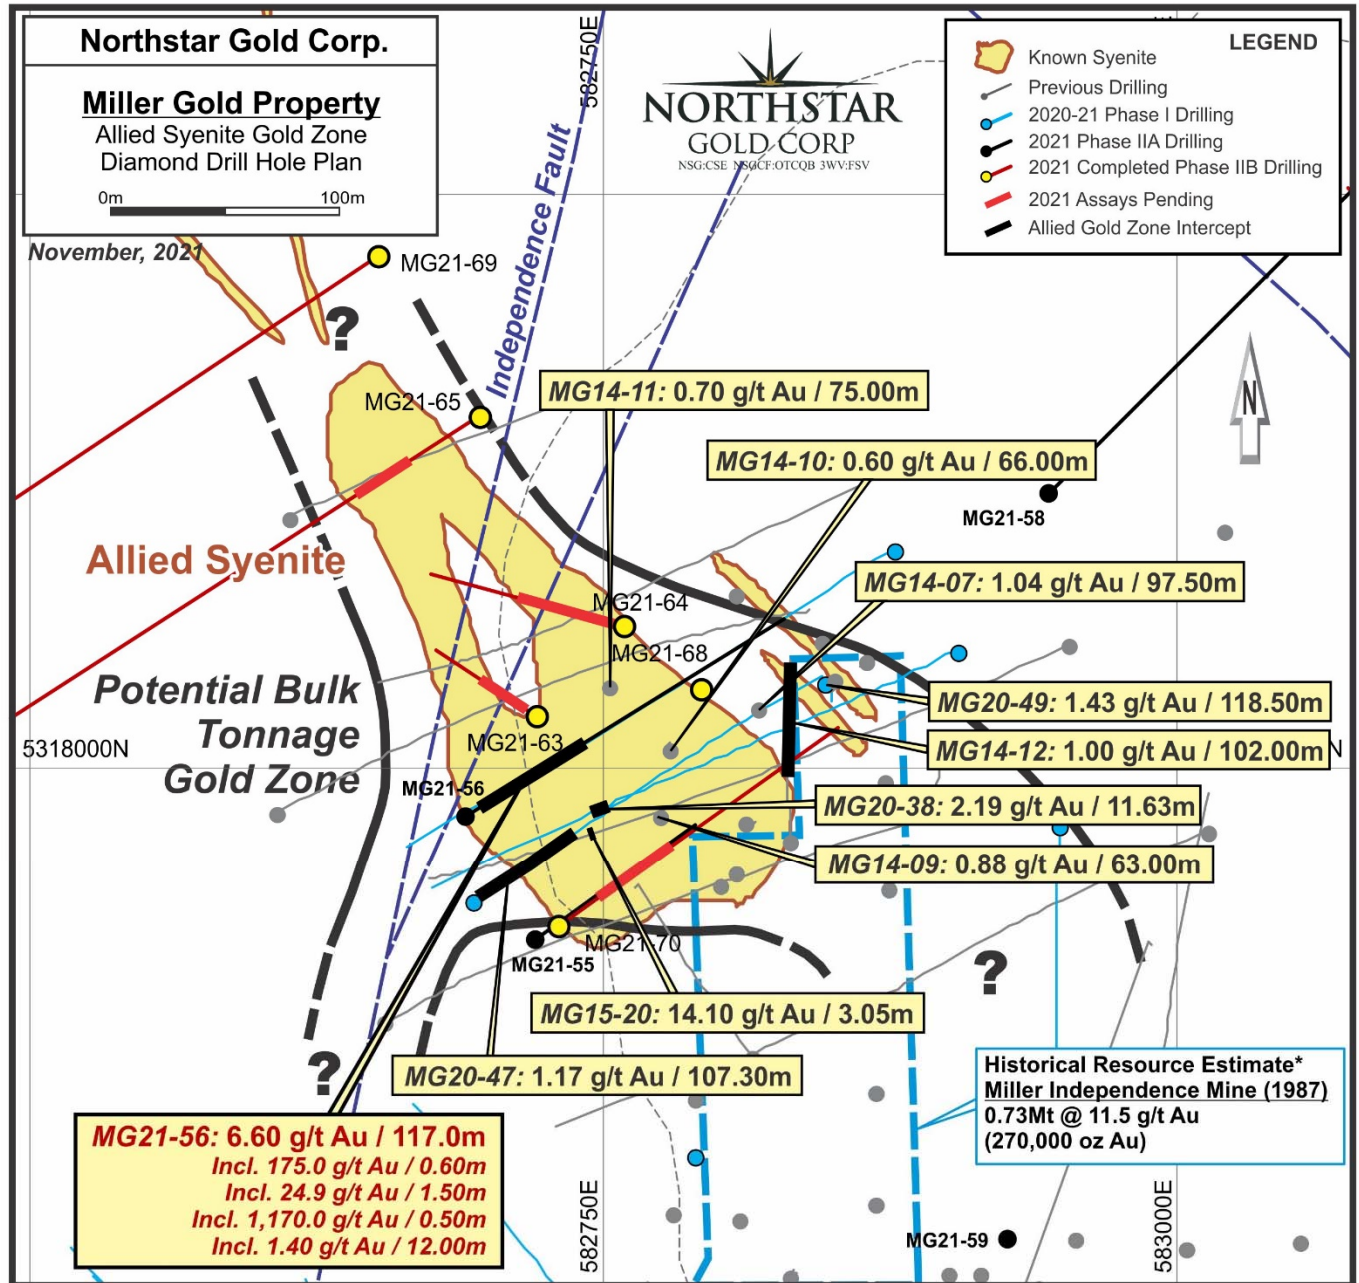 Northstar Gold Corp.
Miller Gold Property
Allied Syenite Gold Zone
Diamond Drill Hole Plan
0m 100m
November, 2021
582750E
NORTHSTAR
GOLD CORP
NSG:CSE NSGCF:OTCQB 3WV:FSV
LEGEND
Known Syenite
Previous Drilling
2020-21 Phase I Drilling
2021 Phase IIA Drilling
2021 Completed Phase IIB Drilling
2021 Assays Pending
Allied Gold Zone Intercept
MG21-69
?
Independence Fault
N
MG21-65
MG14-11: 0.70 g/t Au / 75.00m
MG14-10: 0.60 g/t Au / 66.00m
MG21-58
Allied Syenite
MG14-07: 1.04 g/t Au / 97.50m
MG21-64
MG21-68
Potential Bulk
Tonnage
Gold Zone
MG20-49: 1.43 g/t Au / 118.50m
MG21-63
5318000N
MG14-12: 1.00 g/t Au / 102.00m
N
MG21-56
MG20-38: 2.19 g/t Au / 11.63m
MG14-09: 0.88 g/t Au / 63.00m
MG21-70
MG21-55
?
MG15-20: 14.10 g/t Au / 3.05m
?
MG20-47: 1.17 g/t Au / 107.30m
Historical Resource Estimate*
Miller Independence Mine (1987)
0.73Mt @ 11.5 g/t Au
(270,000 oz Au)
MG21-56: 6.60 g/t Au / 117.0m
Incl. 175.0 g/t Au / 0.60m
Incl. 24.9 g/t Au / 1.50m
Incl. 1,170.0 g/t Au / 0.50m
Incl. 1.40 g/t Au / 12.00m
582750E
583000E
MG21-59